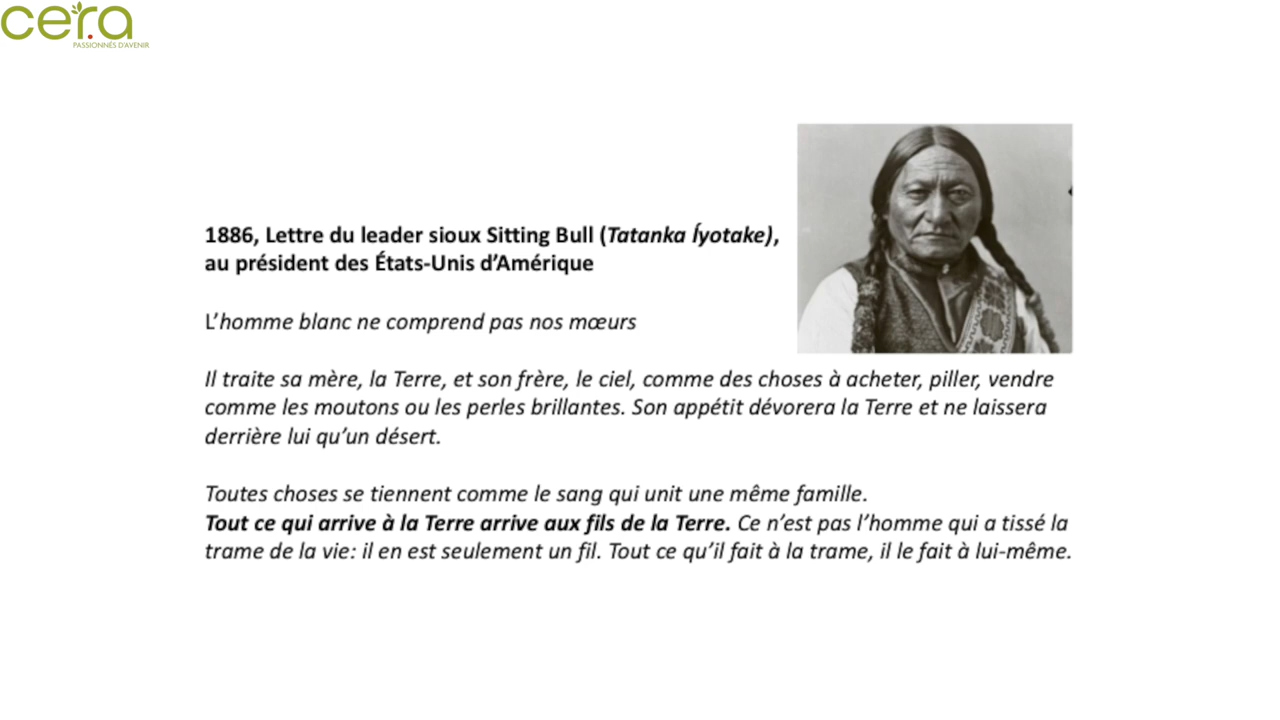 cera
PASSIONNÉS D'AVENIR
1886, Lettre du leader sioux Sitting Bull (Tatanka Íyotake),
au président des États-Unis d'Amérique
L'homme blanc ne comprend pas nos mœurs
Il traite sa mère, la Terre, et son frère, le ciel, comme des choses à acheter, piller, vendre
comme les moutons ou les perles brillantes. Son appétit dévorera la Terre et ne laissera
derrière lui qu'un désert.
Toutes choses se tiennent comme le sang qui unit une même famille.
Tout ce qui arrive à la Terre arrive aux fils de la Terre. Ce n'est pas l'homme qui a tissé la
trame de la vie: il en est seulement un fil. Tout ce qu'il fait à la trame, il le fait à lui-même.